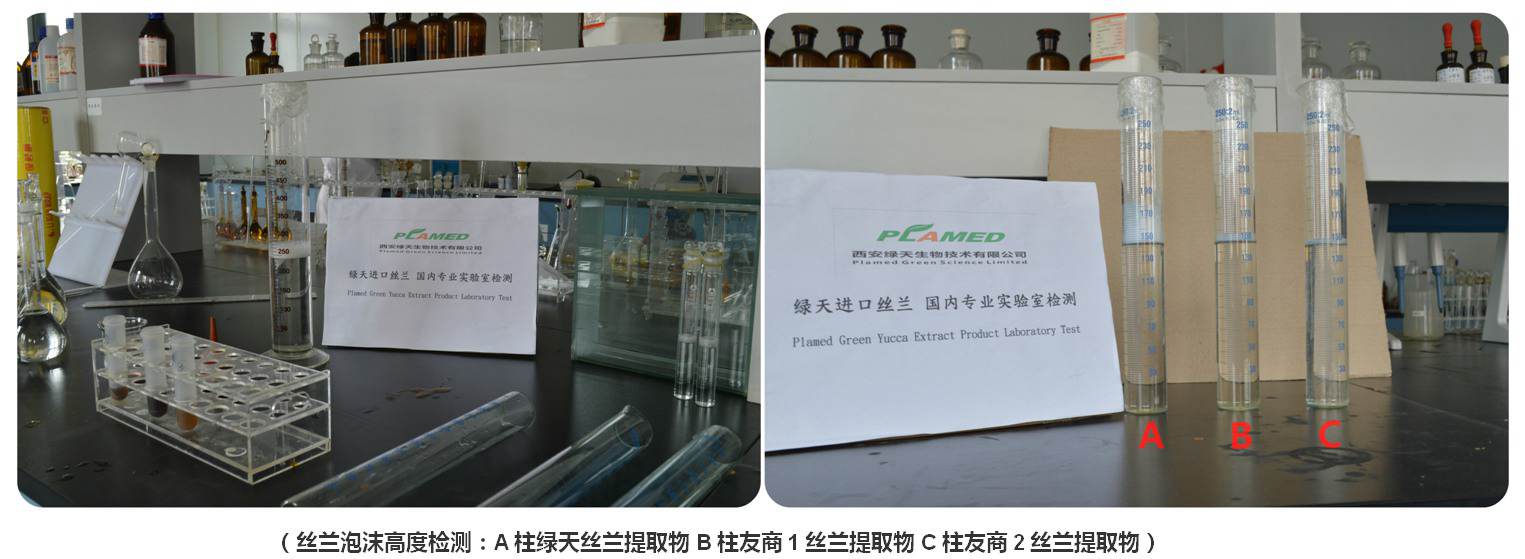 PLAMED
西安绿天生物技术有限公司
Plamed Green Science Limited
绿天进口丝兰 国内专业实验室检测
Plamed Green Yucca Extract Product Laboratory Test
PLAMED
西安绿天生物技术有限公司
Plamed Green Science Limited
绿天进口丝兰 国内专业实验室检测
Plamed Green Yucca Extract Product Laboratory Test
A B C
（丝兰泡沫高度检测：A 柱绿天丝兰提取物 B 柱友商 1 丝兰提取物 C 柱友商 2 丝兰提取物）